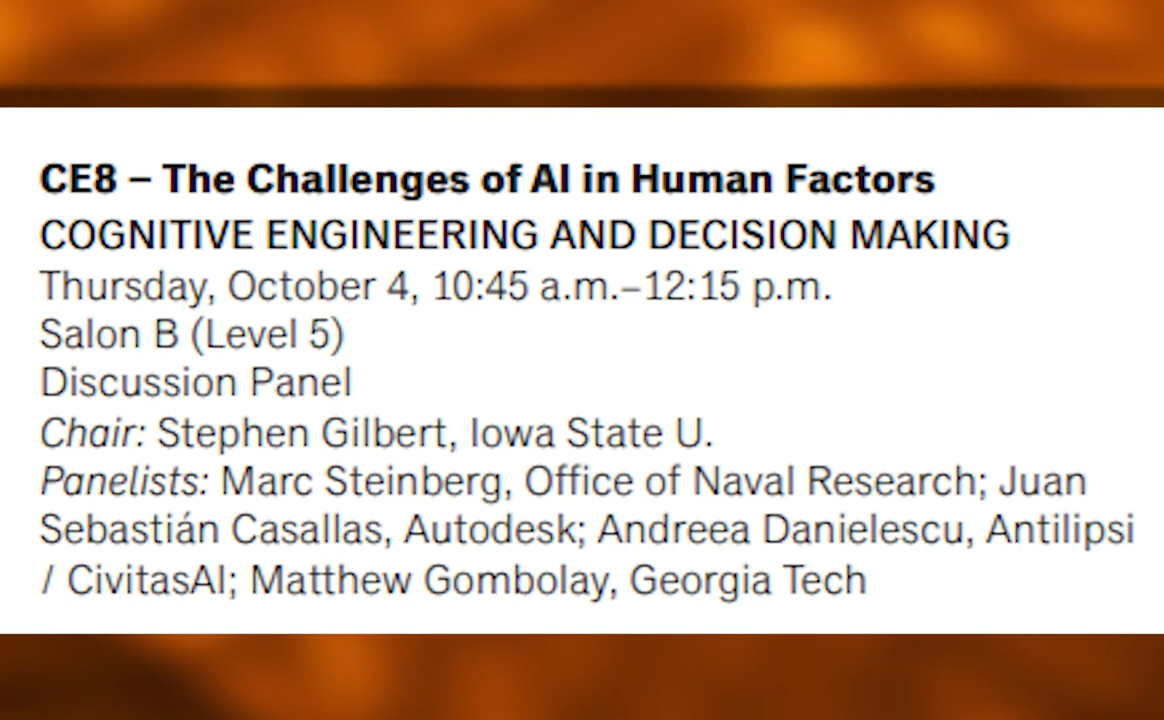 CE8 – The Challenges of AI in Human Factors
COGNITIVE ENGINEERING AND DECISION MAKING
Thursday, October 4, 10:45 a.m.–12:15 p.m.
Salon B (Level 5)
Discussion Panel
Chair: Stephen Gilbert, Iowa State U.
Panelists: Marc Steinberg, Office of Naval Research; Juan
Sebastián Casallas, Autodesk; Andreea Danielescu, Antilipsi
/ CivitasAI; Matthew Gombolay, Georgia Tech